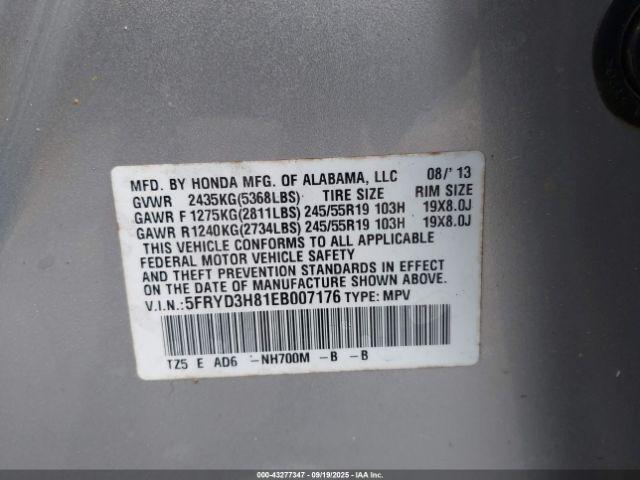 MFD. BY HONDA MFG. OF ALABAMA, LLC 08/'13
GVWR 2435KG(5368LBS) TIRE SIZE RIM SIZE
GAWR F 1275KG(2811LBS) 245/55R19 103H 19X8.0J
GAWR R1240KG(2734LBS) 245/55R19 103H 19X8.0J
THIS VEHICLE CONFORMS TO ALL APPLICABLE
FEDERAL MOTOR VEHICLE SAFETY
AND THEFT PREVENTION STANDARDS IN EFFECT
ON THE DATE OF MANUFACTURE SHOWN ABOVE.
V.I.N.:5FRYD3H81EB007176 TYPE: MPV
TZ5 E AD6 -NH700M -B -B
000-43277347 - 09/19/2025 - IAAI.COM